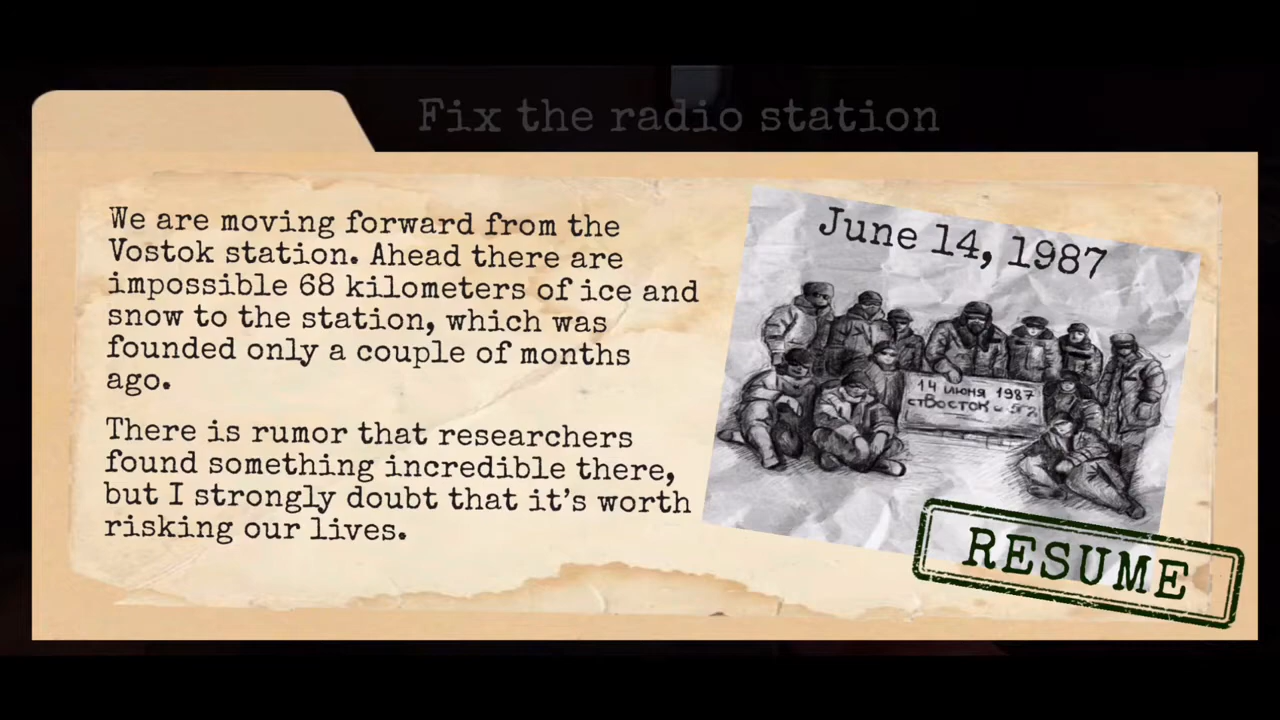 Fix the radio station
We are moving forward from the
Vostok station. Ahead there are
impossible 68 kilometers of ice and
snow to the station, which was
founded only a couple of months
ago.
There is rumor that researchers
found something incredible there,
but I strongly doubt that it's worth
risking our lives.
June 14, 1987
14 июня 1987
стВосток
RESUME